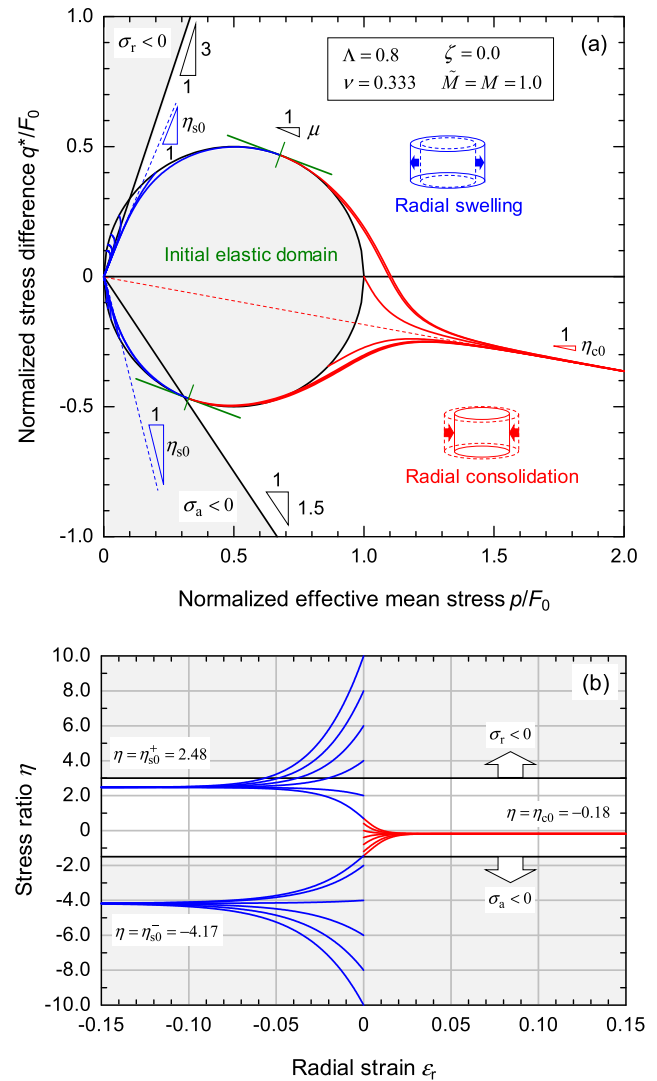 1.0
σr < 0
3
1
(a)
Λ = 0.8 ζ = 0.0
ν = 0.333 M̃ = M = 1.0
ηs0
1
1
μ
0.5
Radial swelling
Initial elastic domain
0
1
ηc0
-0.5
1
ηs0
Radial consolidation
σa < 0
1
1.5
-1.0
0 0.5 1.0 1.5 2.0
Normalized stress difference q*/F0
Normalized effective mean stress p/F0
10.0
(b)
8.0
6.0
σr < 0
4.0
η = ηs0+ = 2.48
2.0
η = ηc0 = −0.18
0
-2.0
σa < 0
-4.0
η = ηs0− = −4.17
-6.0
-8.0
-10.0
-0.15 -0.10 -0.05 0 0.05 0.10 0.15
Stress ratio η
Radial strain εr